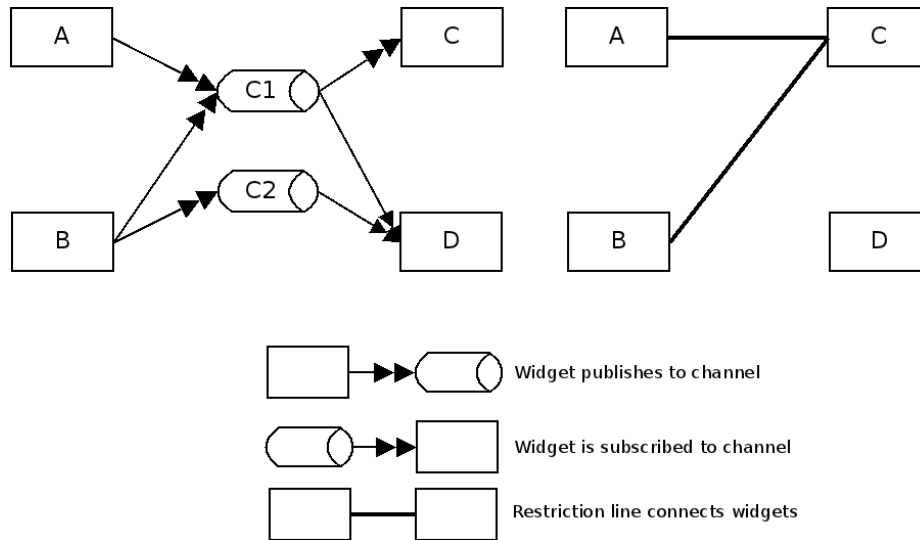 A
C
A
C
C1
C2
B
D
B
D
Widget publishes to channel
Widget is subscribed to channel
Restriction line connects widgets